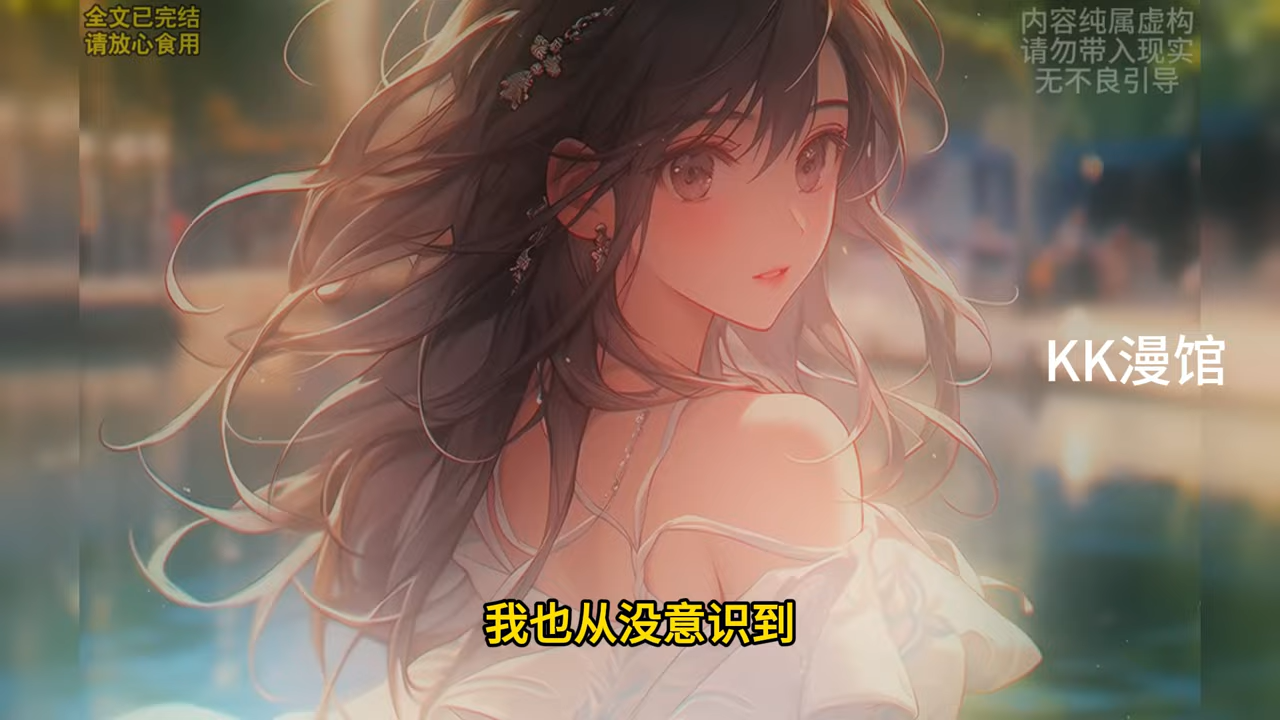 全文已完结
请放心食用
内容纯属虚构
请勿带入现实
无不良引导
KK漫馆
我也从没意识到